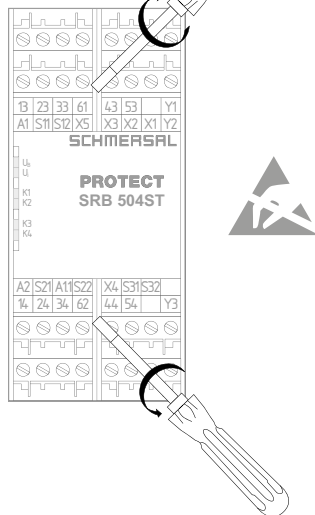 13 23 33 61 43 53 Y1
A1 S11 S12 X5 X3 X2 X1 Y2
SCHMERSAL
UB
Ui
K1
K2
K3
K4
PROTECT
SRB 504ST
A2 S21 A11 S22 X4 S31 S32
14 24 34 62 44 54 Y3